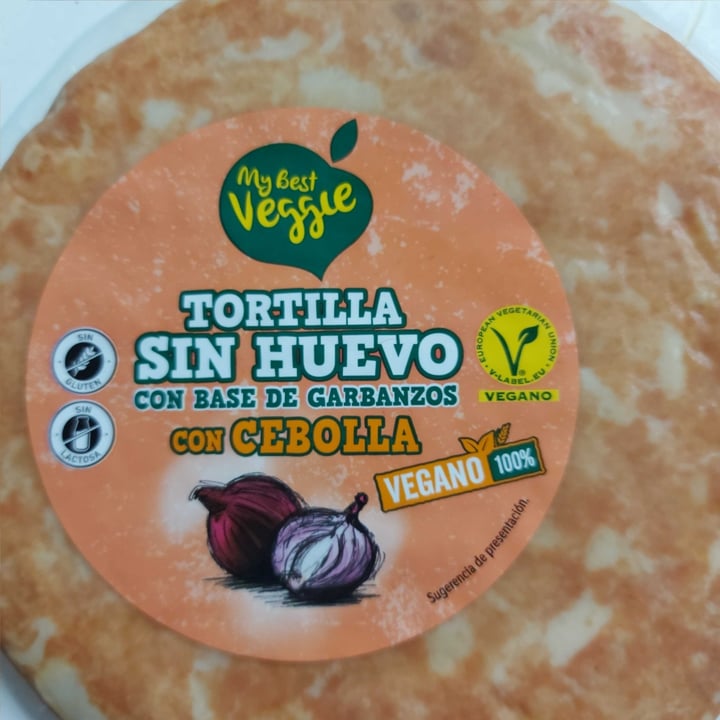 My Best
Veggie
TORTILLA
SIN HUEVO
CON BASE DE GARBANZOS
CON CEBOLLA
SIN
GLUTEN
SIN
LACTOSA
EUROPEAN VEGETARIAN UNION
V-LABEL.EU
VEGANO
VEGANO 100%
Sugerencia de presentación.